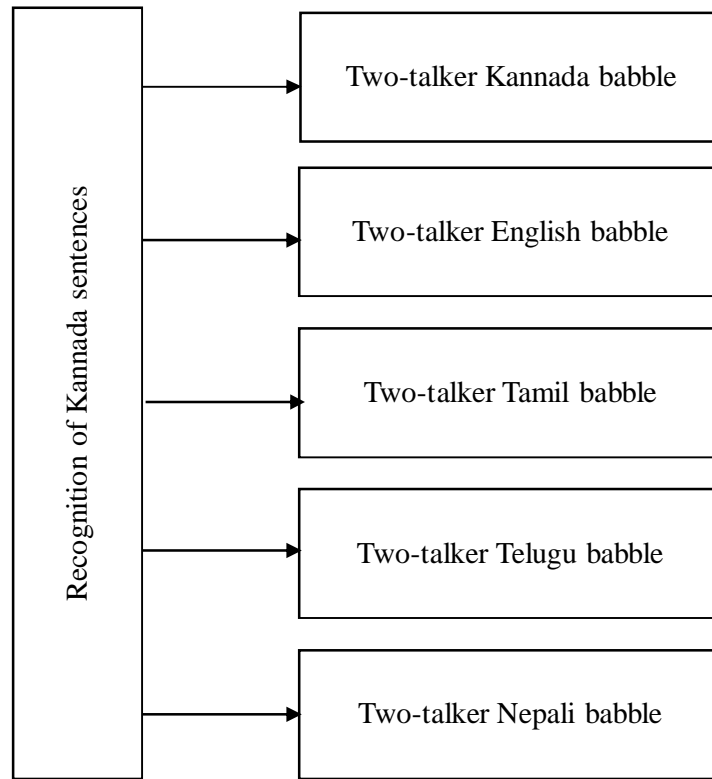 Recognition of Kannada sentences
Two-talker Kannada babble
Two-talker English babble
Two-talker Tamil babble
Two-talker Telugu babble
Two-talker Nepali babble